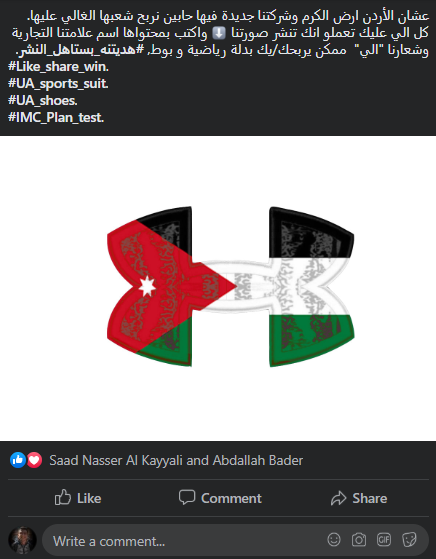 عشان الأردن ارض الكرم وشركتنا جديدة فيها حابين نربح شعبها الغالي عليها.
كل الي عليك تعملو انك تنشر صورتنا ⬇️ واكتب بمحتواها اسم علامتنا التجارية
وشعارنا "الي" ممكن يربحك/يك بدلة رياضية و بوط, #هديتنه_بستاهل_النشر.
#Like_share_win.
#UA_sports_suit.
#UA_shoes.
#IMC_Plan_test.
Saad Nasser Al Kayyali and Abdallah Bader
Like Comment Share
Write a comment...
GIF